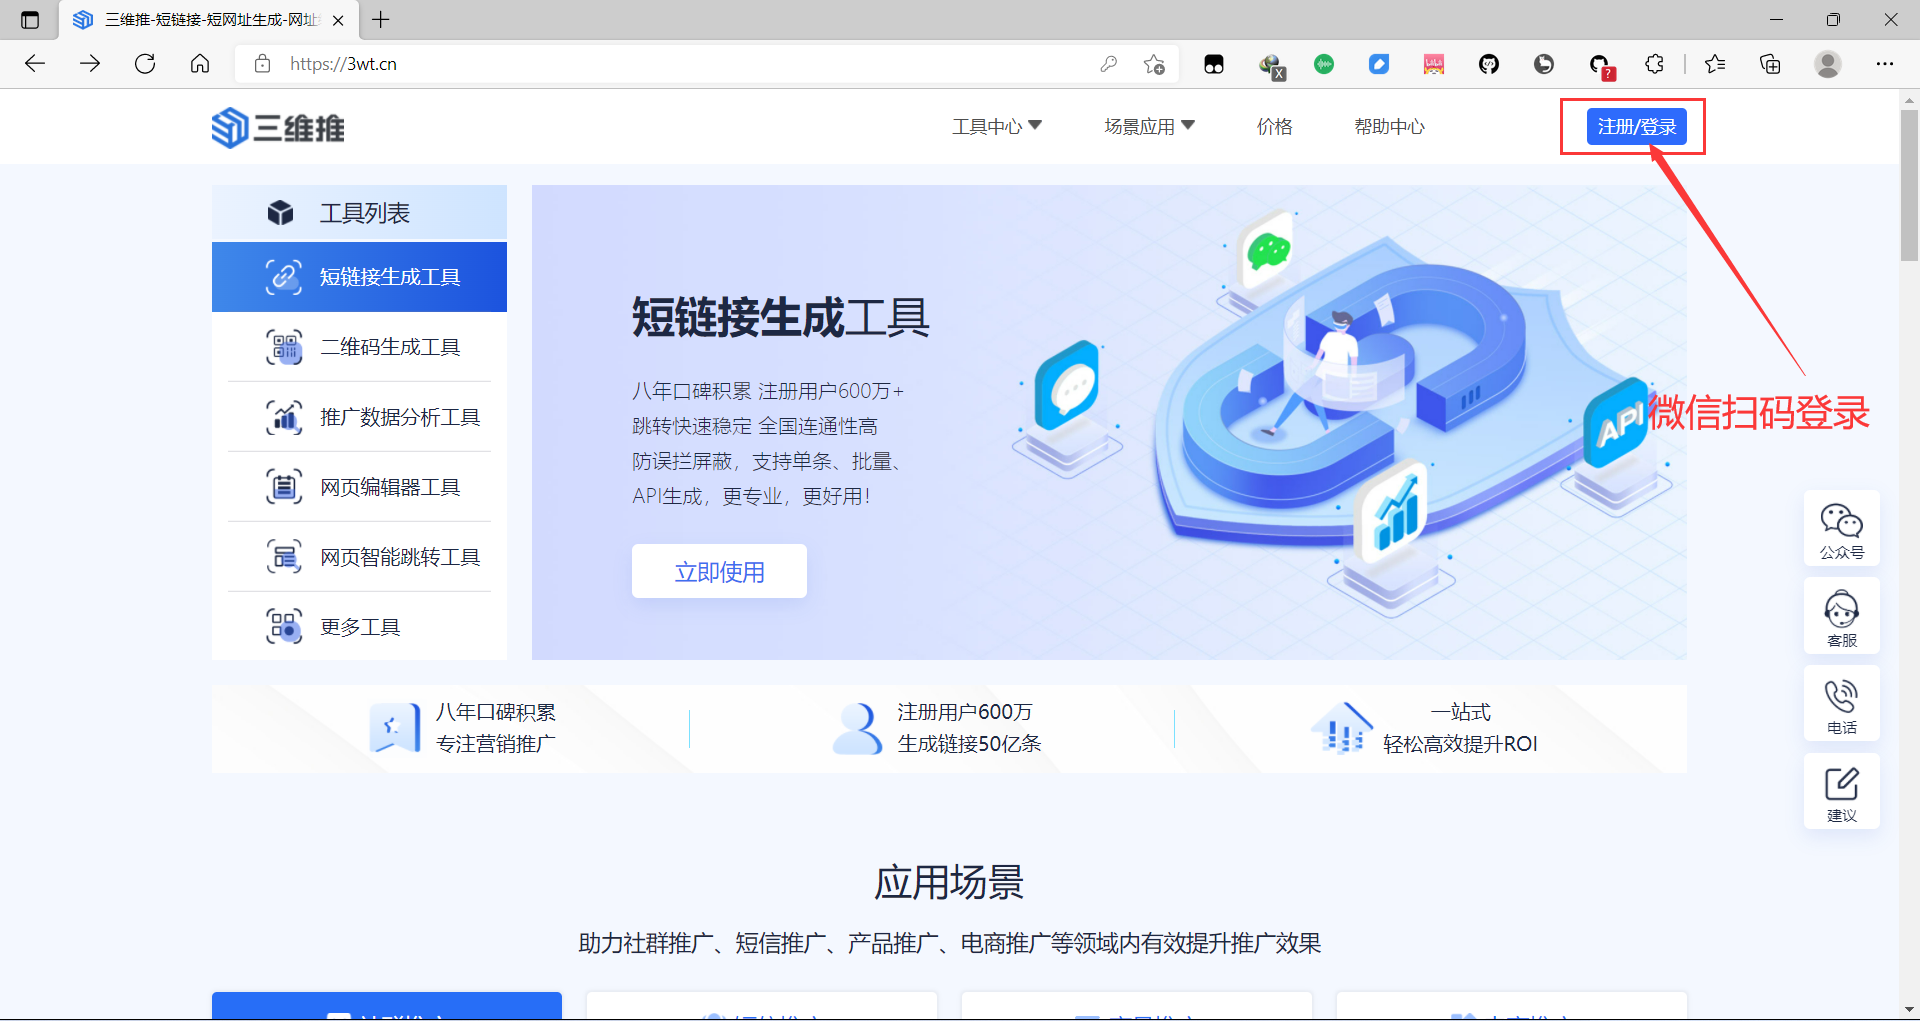 三维推-短链接-短网址生成-网址
https://3wt.cn
三维推
工具中心
场景应用
价格
帮助中心
注册/登录
工具列表
短链接生成工具
二维码生成工具
推广数据分析工具
网页编辑器工具
网页智能跳转工具
更多工具
短链接生成工具
八年口碑积累 注册用户600万+
跳转快速稳定 全国连通性高
防误拦屏蔽，支持单条、批量、
API生成，更专业，更好用！
立即使用
API
微信扫码登录
公众号
客服
电话
建议
八年口碑积累
专注营销推广
注册用户600万
生成链接50亿条
一站式
轻松高效提升ROI
应用场景
助力社群推广、短信推广、产品推广、电商推广等领域内有效提升推广效果